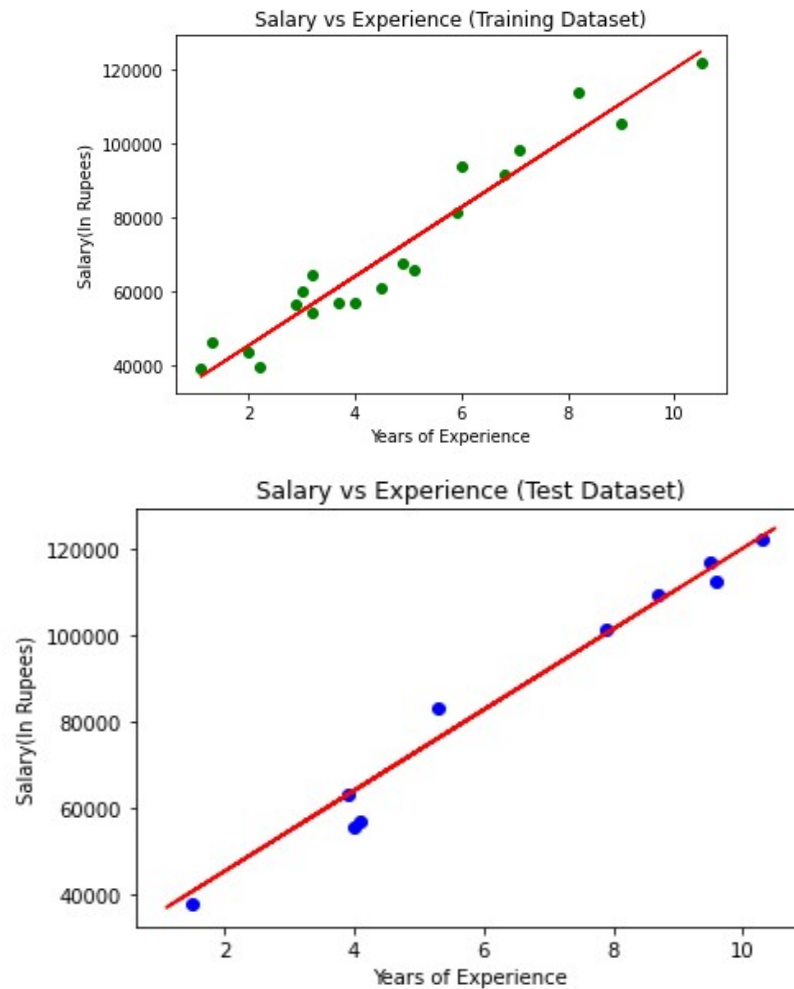 Salary vs Experience (Training Dataset)
120000
100000
80000
60000
40000
Salary(In Rupees)
2 4 6 8 10
Years of Experience
Salary vs Experience (Test Dataset)
120000
100000
80000
60000
40000
Salary(In Rupees)
2 4 6 8 10
Years of Experience